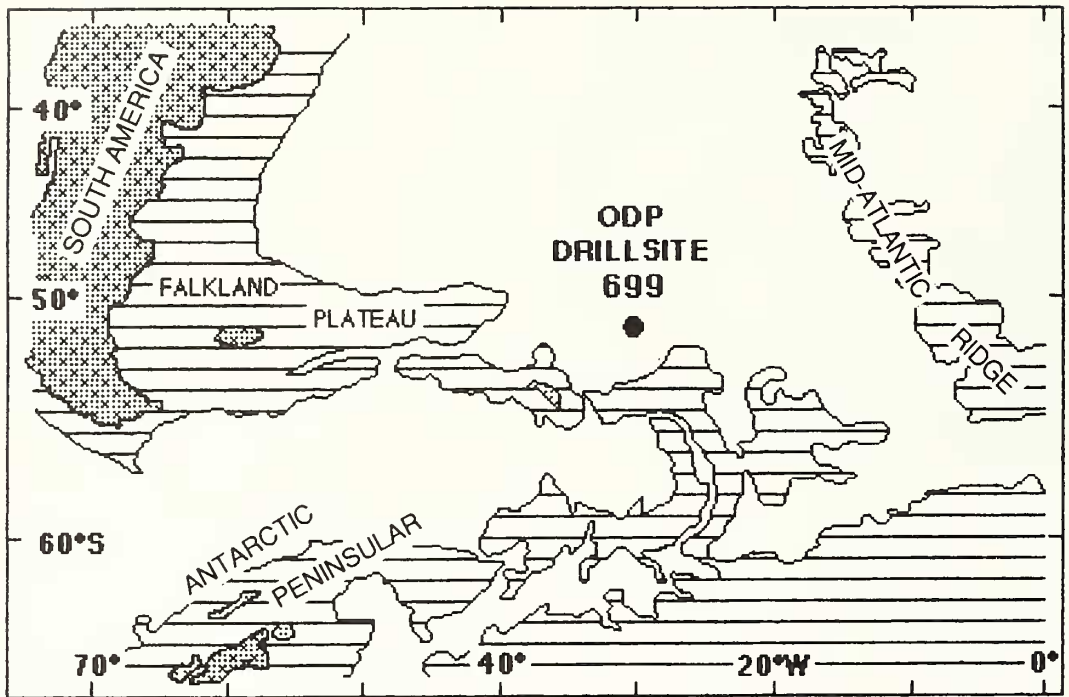 40°
SOUTH AMERICA
MID-ATLANTIC
RIDGE
ODP
DRILLSITE
699
50°
FALKLAND
PLATEAU
60°S
ANTARCTIC
PENINSULAR
70°
40°
20°W
0°